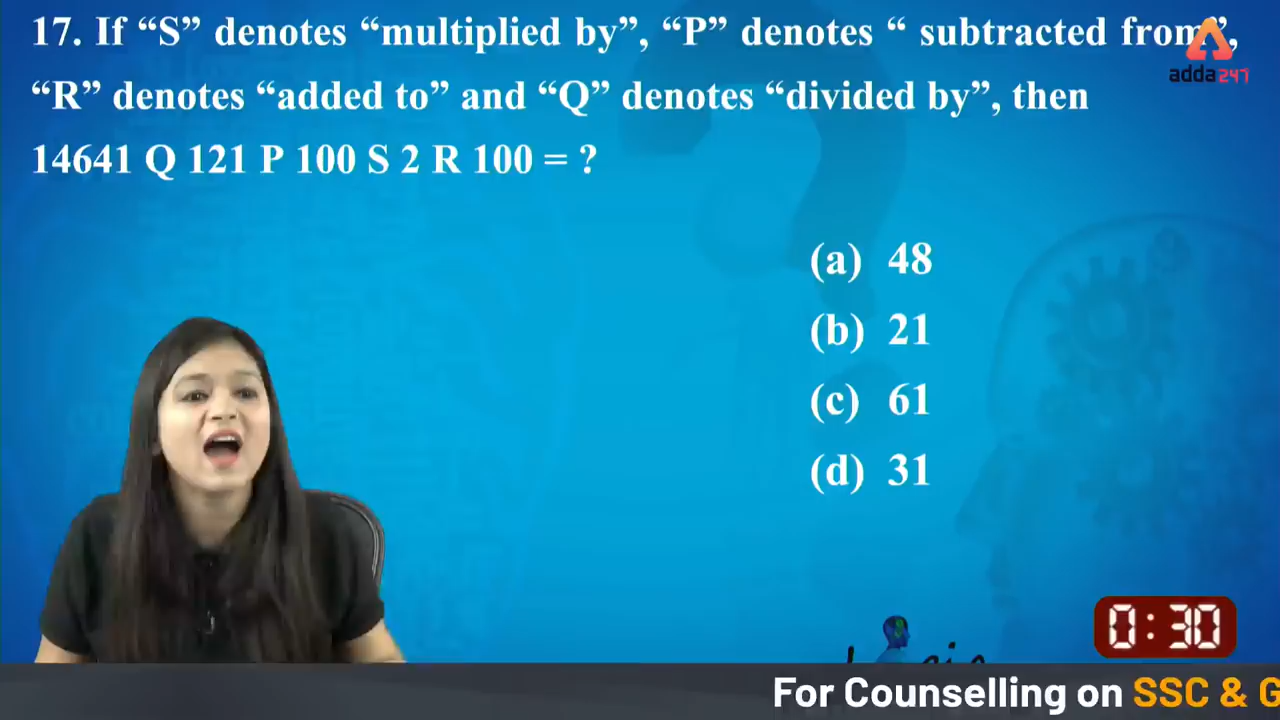 17. If “S” denotes “multiplied by”, “P” denotes “ subtracted from”,
“R” denotes “added to” and “Q” denotes “divided by”, then
14641 Q 121 P 100 S 2 R 100 = ?
adda247
(a) 48
(b) 21
(c) 61
(d) 31
0:30
For Counselling on SSC & G